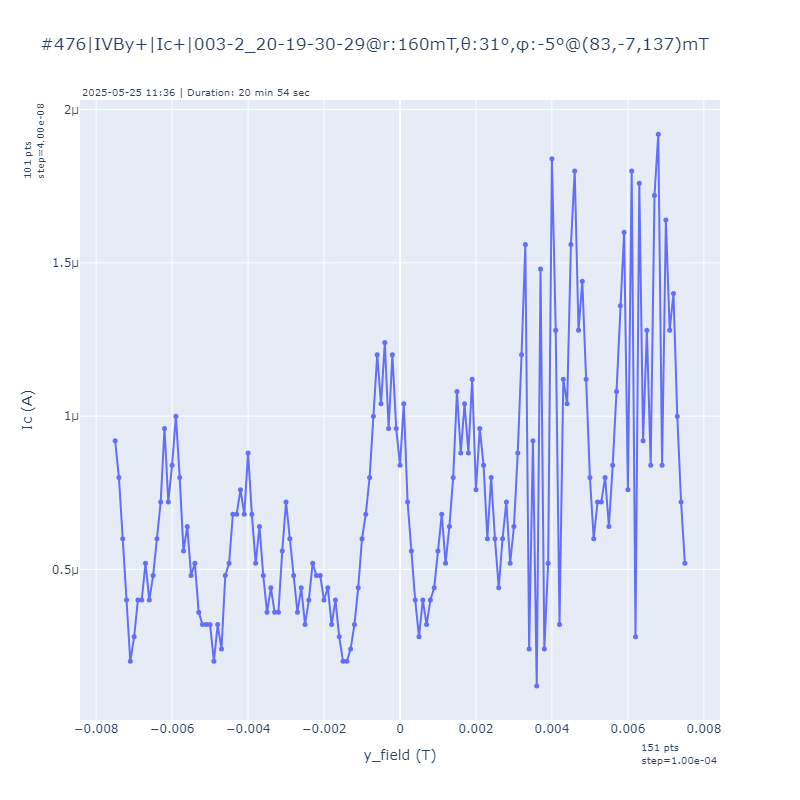 #476|IVBy+|Ic+|003-2_20-19-30-29@r:160mT,θ:31°,φ:-5°@(83,-7,137)mT
2025-05-25 11:36 | Duration: 20 min 54 sec
101 pts
step=4.00e-08
2μ
1.5μ
1μ
0.5μ
Ic (A)
−0.008
−0.006
−0.004
−0.002
0
0.002
0.004
0.006
0.008
y_field (T)
151 pts
step=1.00e-04